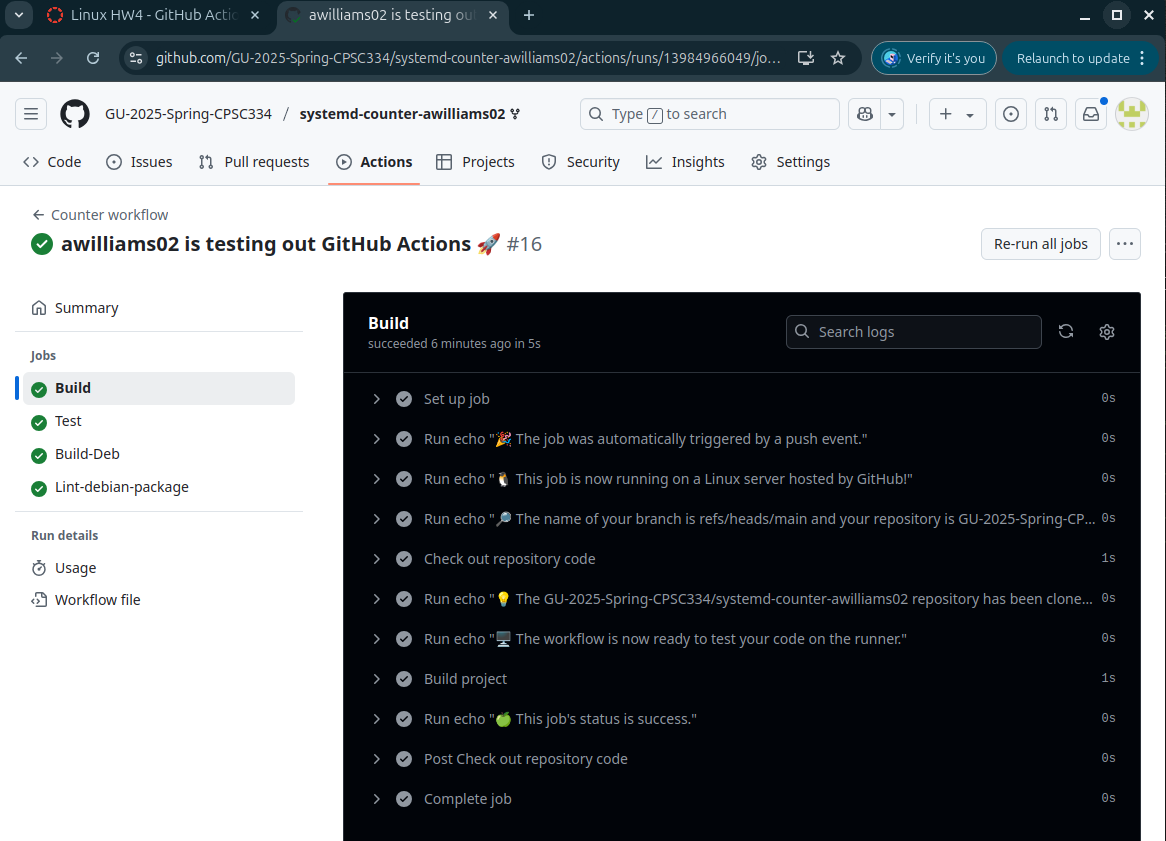 Linux HW4 - GitHub Actic
awilliams02 is testing ou
github.com/GU-2025-Spring-CPSC334/systemd-counter-awilliams02/actions/runs/13984966049/jo...
Verify it's you
Relaunch to update
GU-2025-Spring-CPSC334 / systemd-counter-awilliams02
Type / to search
Code
Issues
Pull requests
Actions
Projects
Security
Insights
Settings
Counter workflow
awilliams02 is testing out GitHub Actions 🚀 #16
Re-run all jobs
Summary
Jobs
Build
Test
Build-Deb
Lint-debian-package
Run details
Usage
Workflow file
Build
succeeded 6 minutes ago in 5s
Search logs
Set up job 0s
Run echo "🎉 The job was automatically triggered by a push event." 0s
Run echo "🐧 This job is now running on a Linux server hosted by GitHub!" 0s
Run echo "🔎 The name of your branch is refs/heads/main and your repository is GU-2025-Spring-CP... 0s
Check out repository code 1s
Run echo "💡 The GU-2025-Spring-CPSC334/systemd-counter-awilliams02 repository has been clone... 0s
Run echo "🖥️ The workflow is now ready to test your code on the runner." 0s
Build project 1s
Run echo "🍏 This job's status is success." 0s
Post Check out repository code 0s
Complete job 0s